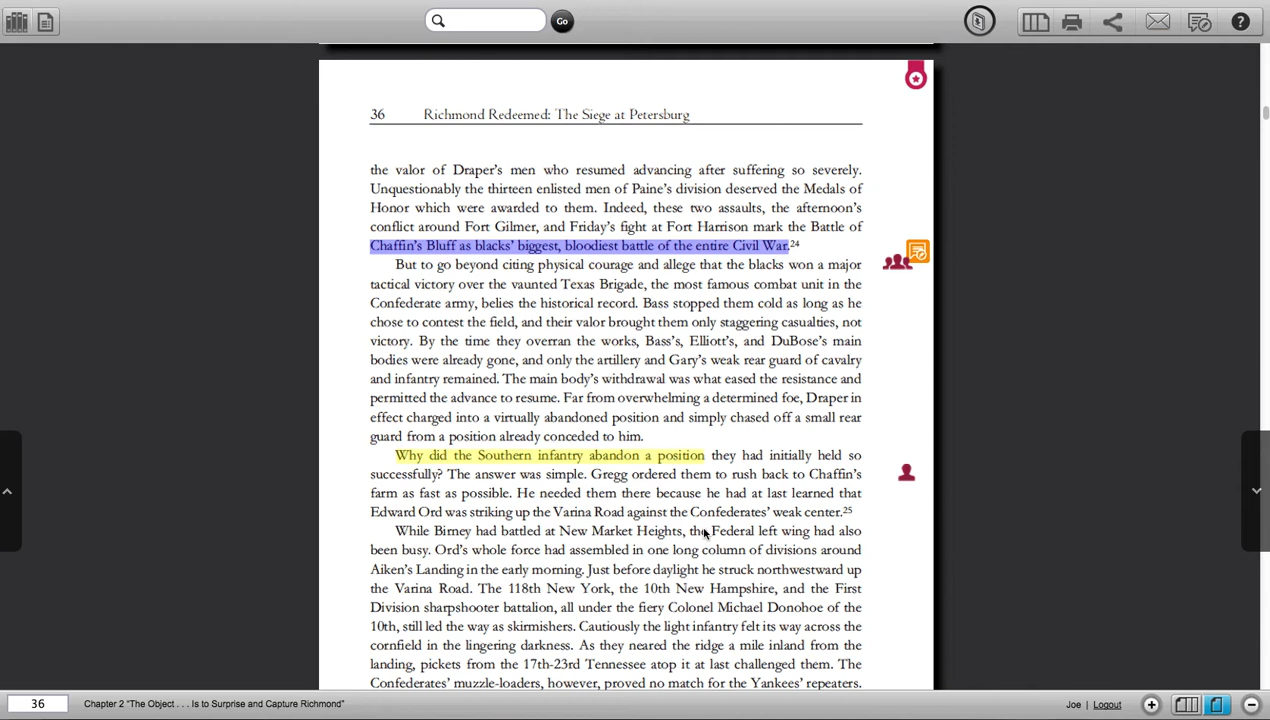 Go
?
36 Richmond Redeemed: The Siege at Petersburg
the valor of Draper's men who resumed advancing after suffering so severely.
Unquestionably the thirteen enlisted men of Paine's division deserved the Medals of
Honor which were awarded to them. Indeed, these two assaults, the afternoon's
conflict around Fort Gilmer, and Friday's fight at Fort Harrison mark the Battle of
Chaffin's Bluff as blacks' biggest, bloodiest battle of the entire Civil War.24
But to go beyond citing physical courage and allege that the blacks won a major
tactical victory over the vaunted Texas Brigade, the most famous combat unit in the
Confederate army, belies the historical record. Bass stopped them cold as long as he
chose to contest the field, and their valor brought them only staggering casualties, not
victory. By the time they overran the works, Bass's, Elliott's, and DuBose's main
bodies were already gone, and only the artillery and Gary's weak rear guard of cavalry
and infantry remained. The main body's withdrawal was what eased the resistance and
permitted the advance to resume. Far from overwhelming a determined foe, Draper in
effect charged into a virtually abandoned position and simply chased off a small rear
guard from a position already conceded to him.
Why did the Southern infantry abandon a position they had initially held so
successfully? The answer was simple. Gregg ordered them to rush back to Chaffin's
farm as fast as possible. He needed them there because he had at last learned that
Edward Ord was striking up the Varina Road against the Confederates' weak center.25
While Birney had battled at New Market Heights, the Federal left wing had also
been busy. Ord's whole force had assembled in one long column of divisions around
Aiken's Landing in the early morning. Just before daylight he struck northwestward up
the Varina Road. The 118th New York, the 10th New Hampshire, and the First
Division sharpshooter battalion, all under the fiery Colonel Michael Donohoe of the
10th, still led the way as skirmishers. Cautiously the light infantry felt its way across the
cornfield in the lingering darkness. As they neared the ridge a mile inland from the
landing, pickets from the 17th-23rd Tennessee atop it at last challenged them. The
Confederates' muzzle-loaders, however, proved no match for the Yankees' repeaters.
36 Chapter 2 "The Object . . . Is to Surprise and Capture Richmond" Joe | Logout